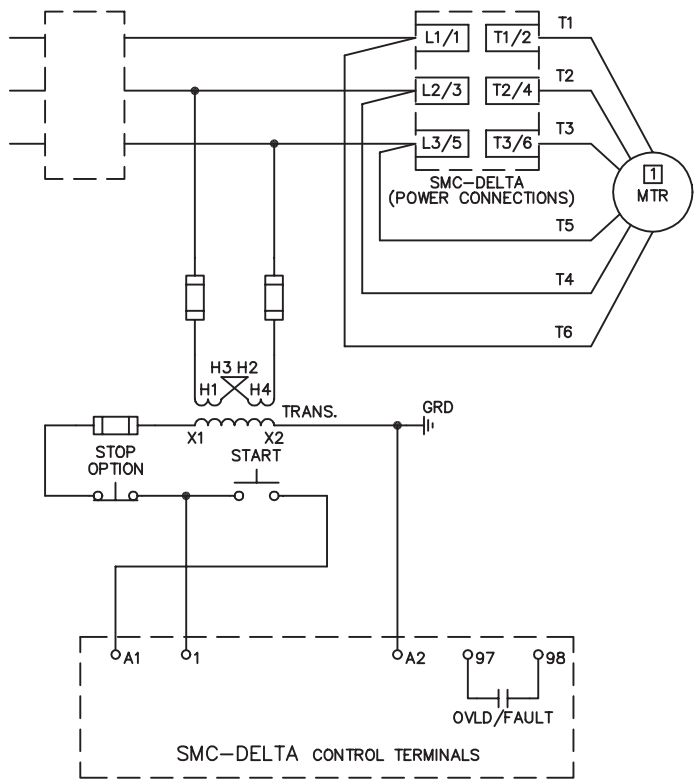 T1
L1/1 T1/2
T2
L2/3 T2/4
T3
L3/5 T3/6
SMC-DELTA
(POWER CONNECTIONS)
1
MTR
T5
T4
T6
H3 H2
H1 H4
TRANS.
GRD
X1 X2
STOP
OPTION
START
A1 1 A2 97 98
OVLD/FAULT
SMC-DELTA CONTROL TERMINALS